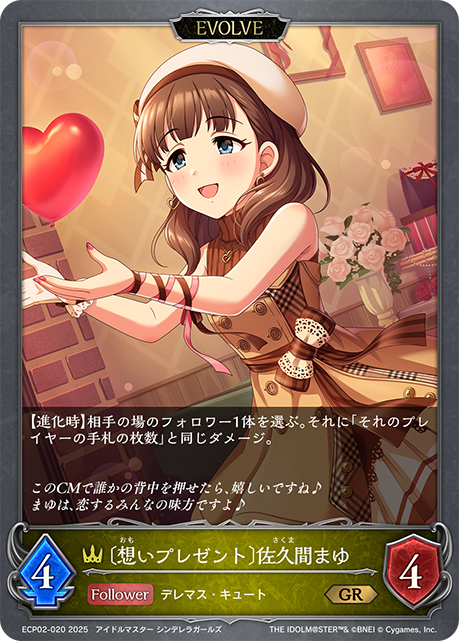 EVOLVE
【進化時】相手の場のフォロワー1体を選ぶ。それに「それのプレ
イヤーの手札の枚数」と同じダメージ。
このCMで誰かの背中を押せたら、嬉しいですね♪
まゆは、恋するみんなの味方ですよ♪
おも さくま
［想いプレゼント］佐久間まゆ
4
Follower デレマス・キュート GR
4
ECP02-020 2025 アイドルマスター シンデレラガールズ THE IDOLM@STER™& ©BNEI © Cygames, Inc.